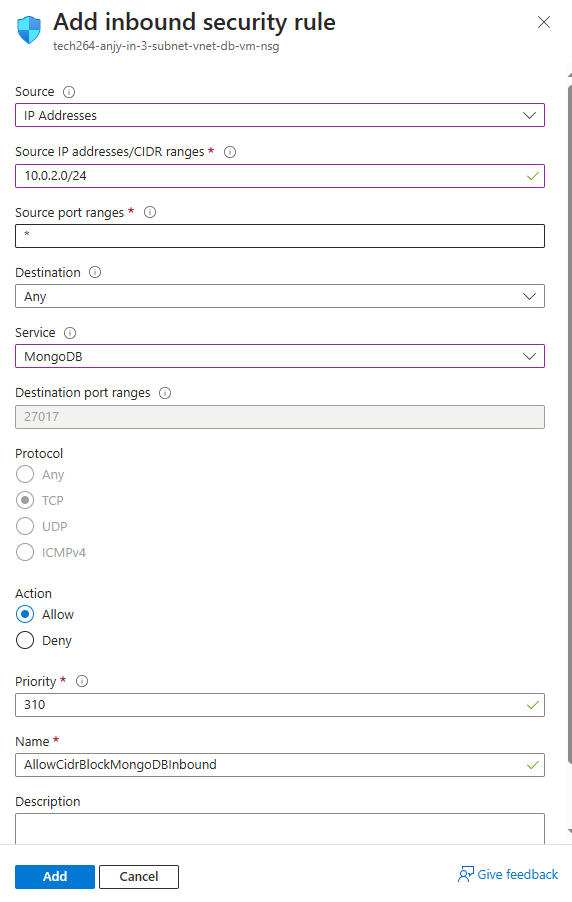 Add inbound security rule
tech264-anjy-in-3-subnet-vnet-db-vm-nsg
Source
IP Addresses
Source IP addresses/CIDR ranges *
10.0.2.0/24
Source port ranges *
*
Destination
Any
Service
MongoDB
Destination port ranges
27017
Protocol
Any
TCP
UDP
ICMPv4
Action
Allow
Deny
Priority *
310
Name *
AllowCidrBlockMongoDBInbound
Description
Add Cancel Give feedback